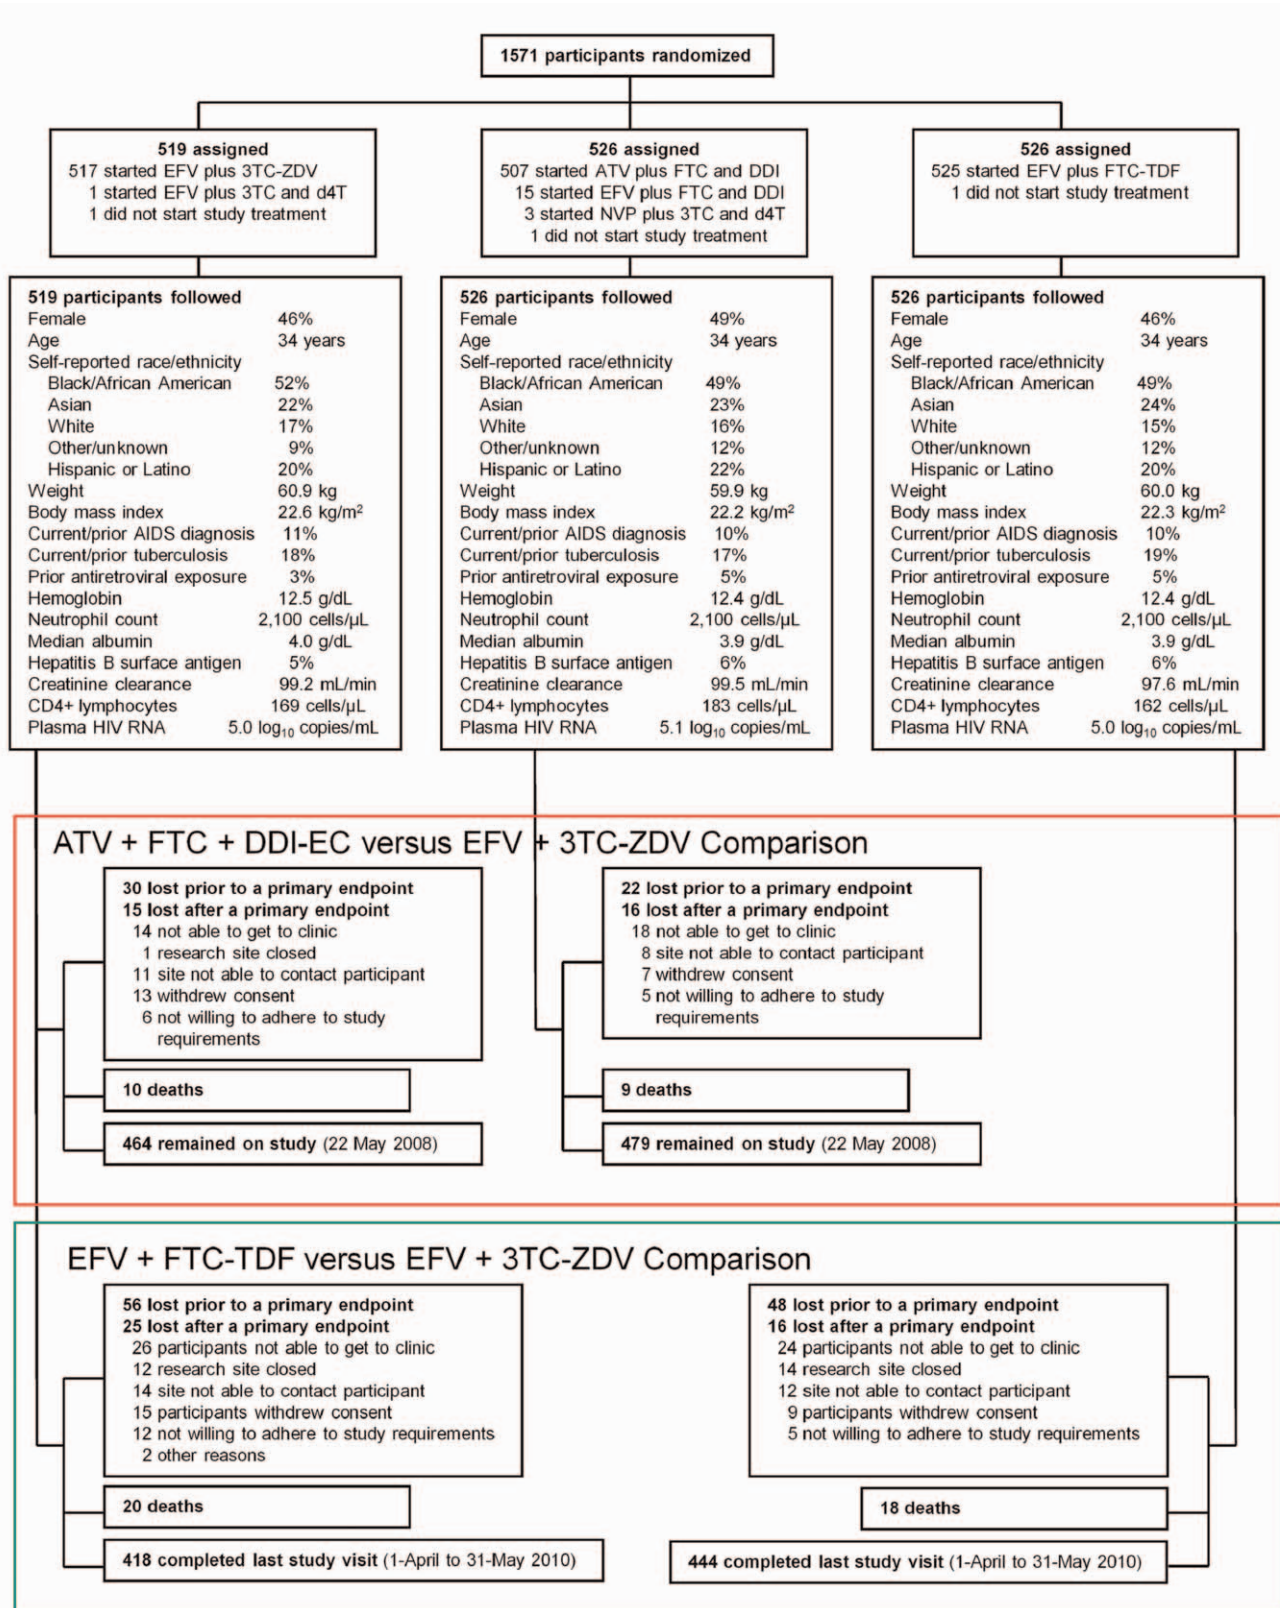 1571 participants randomized
519 assigned
517 started EFV plus 3TC-ZDV
1 started EFV plus 3TC and d4T
1 did not start study treatment
526 assigned
507 started ATV plus FTC and DDI
15 started EFV plus FTC and DDI
3 started NVP plus 3TC and d4T
1 did not start study treatment
526 assigned
525 started EFV plus FTC-TDF
1 did not start study treatment
519 participants followed
Female 46%
Age 34 years
Self-reported race/ethnicity
Black/African American 52%
Asian 22%
White 17%
Other/unknown 9%
Hispanic or Latino 20%
Weight 60.9 kg
Body mass index 22.6 kg/m²
Current/prior AIDS diagnosis 11%
Current/prior tuberculosis 18%
Prior antiretroviral exposure 3%
Hemoglobin 12.5 g/dL
Neutrophil count 2,100 cells/µL
Median albumin 4.0 g/dL
Hepatitis B surface antigen 5%
Creatinine clearance 99.2 mL/min
CD4+ lymphocytes 169 cells/µL
Plasma HIV RNA 5.0 log₁₀ copies/mL
526 participants followed
Female 49%
Age 34 years
Self-reported race/ethnicity
Black/African American 49%
Asian 23%
White 16%
Other/unknown 12%
Hispanic or Latino 22%
Weight 59.9 kg
Body mass index 22.2 kg/m²
Current/prior AIDS diagnosis 10%
Current/prior tuberculosis 17%
Prior antiretroviral exposure 5%
Hemoglobin 12.4 g/dL
Neutrophil count 2,100 cells/µL
Median albumin 3.9 g/dL
Hepatitis B surface antigen 6%
Creatinine clearance 99.5 mL/min
CD4+ lymphocytes 183 cells/µL
Plasma HIV RNA 5.1 log₁₀ copies/mL
526 participants followed
Female 46%
Age 34 years
Self-reported race/ethnicity
Black/African American 49%
Asian 24%
White 15%
Other/unknown 12%
Hispanic or Latino 20%
Weight 60.0 kg
Body mass index 22.3 kg/m²
Current/prior AIDS diagnosis 10%
Current/prior tuberculosis 19%
Prior antiretroviral exposure 5%
Hemoglobin 12.4 g/dL
Neutrophil count 2,100 cells/µL
Median albumin 3.9 g/dL
Hepatitis B surface antigen 6%
Creatinine clearance 97.6 mL/min
CD4+ lymphocytes 162 cells/µL
Plasma HIV RNA 5.0 log₁₀ copies/mL
ATV + FTC + DDI-EC versus EFV + 3TC-ZDV Comparison
30 lost prior to a primary endpoint
15 lost after a primary endpoint
14 not able to get to clinic
1 research site closed
11 site not able to contact participant
13 withdrew consent
6 not willing to adhere to study
requirements
10 deaths
464 remained on study (22 May 2008)
22 lost prior to a primary endpoint
16 lost after a primary endpoint
18 not able to get to clinic
8 site not able to contact participant
7 withdrew consent
5 not willing to adhere to study
requirements
9 deaths
479 remained on study (22 May 2008)
EFV + FTC-TDF versus EFV + 3TC-ZDV Comparison
56 lost prior to a primary endpoint
25 lost after a primary endpoint
26 participants not able to get to clinic
12 research site closed
14 site not able to contact participant
15 participants withdrew consent
12 not willing to adhere to study requirements
2 other reasons
20 deaths
418 completed last study visit (1-April to 31-May 2010)
48 lost prior to a primary endpoint
16 lost after a primary endpoint
24 participants not able to get to clinic
14 research site closed
12 site not able to contact participant
9 participants withdrew consent
5 not willing to adhere to study requirements
18 deaths
444 completed last study visit (1-April to 31-May 2010)